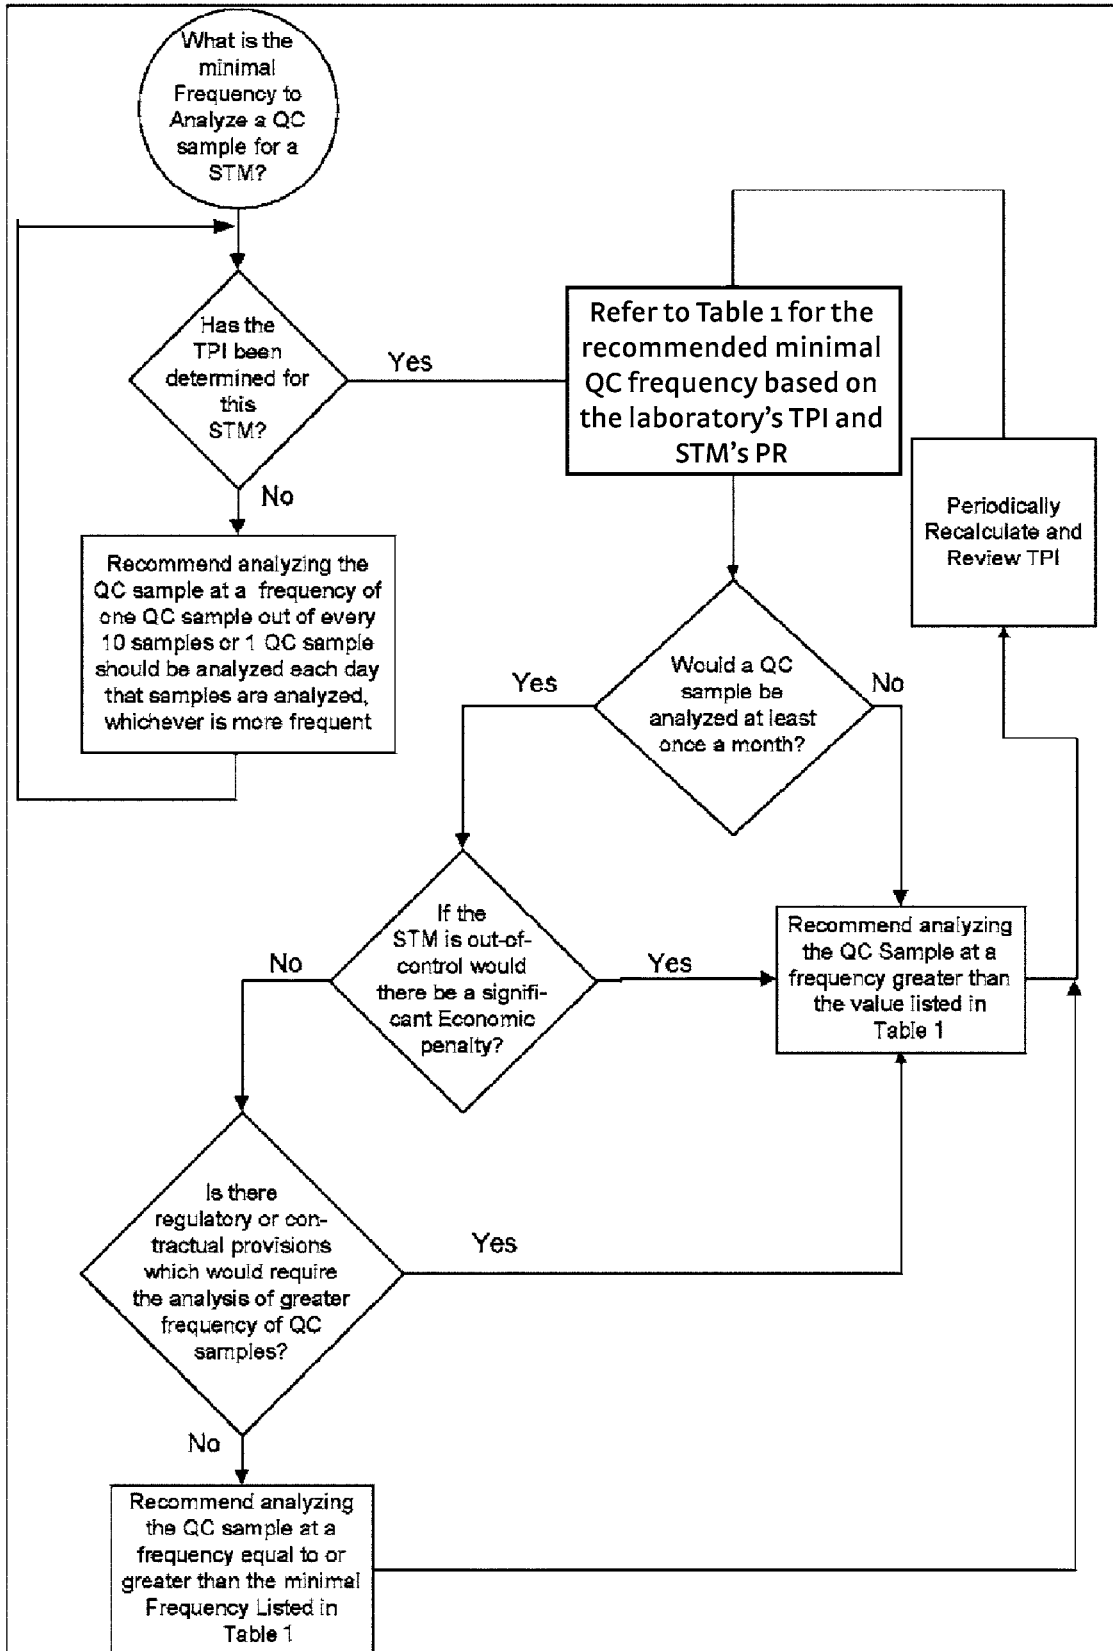 What is the
minimal
Frequency to
Analyze a QC
sample for a
STM?
Has the
TPI been
determined for
this
STM?
Yes
No
Refer to Table 1 for the
recommended minimal
QC frequency based on
the laboratory's TPI and
STM's PR
Periodically
Recalculate and
Review TPI
Recommend analyzing the
QC sample at a frequency of
one QC sample out of every
10 samples or 1 QC sample
should be analyzed each day
that samples are analyzed,
whichever is more frequent
Would a QC
sample be
analyzed at least
once a month?
Yes
No
If the
STM is out-of-
control would
there be a signifi-
cant Economic
penalty?
No
Yes
Recommend analyzing
the QC Sample at a
frequency greater than
the value listed in
Table 1
Is there
regulatory or con-
tractual provisions
which would require
the analysis of greater
frequency of QC
samples?
Yes
No
Recommend analyzing
the QC sample at a
frequency equal to or
greater than the minimal
Frequency Listed in
Table 1